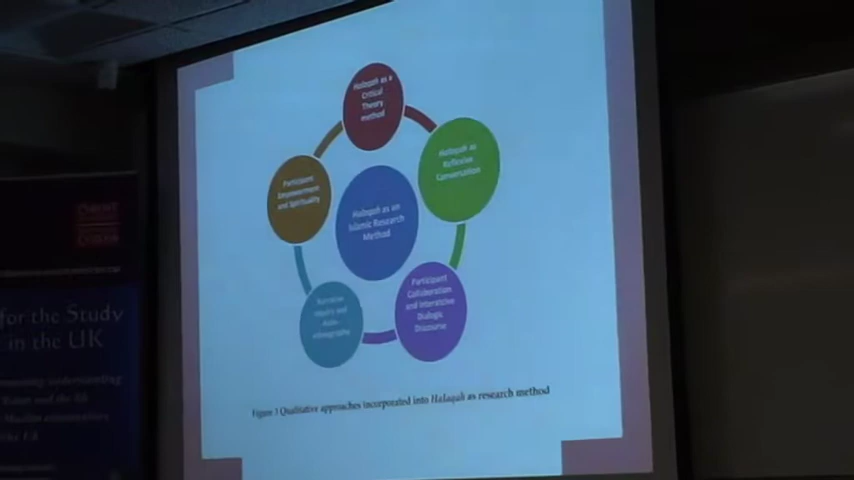 Halaqah as a
Critical
Theory
method
Halaqah as
Reflexive
Conversation
Participant
Empowerment
and Spirituality
Halaqah as an
Islamic Research
Method
Participant
Collaboration
and Interactive
Dialogic
Discourse
Narrative
inquiry and
Auto-
ethnography
Figure 3 Qualitative approaches incorporated into Halaqah as research method
for the Study
in the UK
understanding